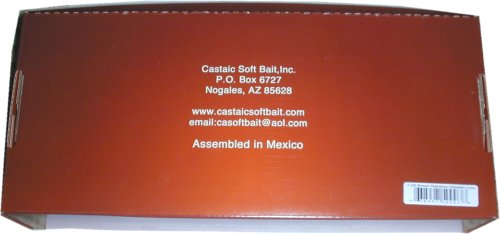 Castaic Soft Bait,Inc.
P.O. Box 6727
Nogales, AZ 85628
www.castaicsoftbait.com
email:casoftbait@aol.com
Assembled in Mexico